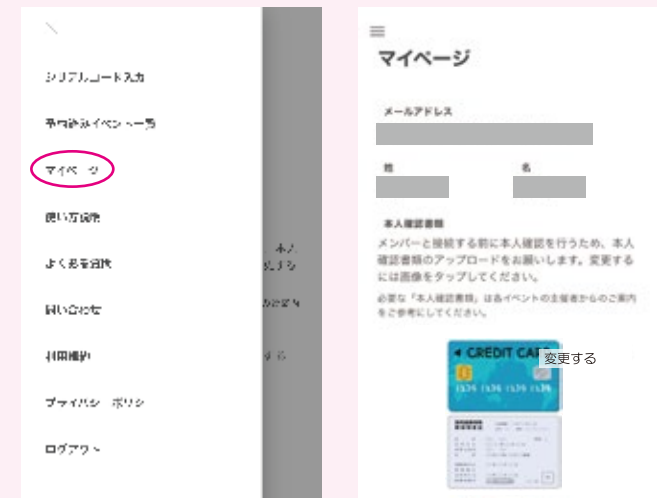 シリアルコード入力
予約済みイベント一覧
マイページ
使い方説明
よくある質問
問い合わせ
利用規約
プライバシーポリシー
ログアウト
マイページ
メールアドレス
姓 名
本人確認書類
メンバーと接続する前に本人確認を行うため、本人
確認書類のアップロードをお願いします。変更する
には画像をタップしてください。
必要な「本人確認書類」は各イベントの主催者からのご案内
をご参考にしてください。
CREDIT CAR
変更する